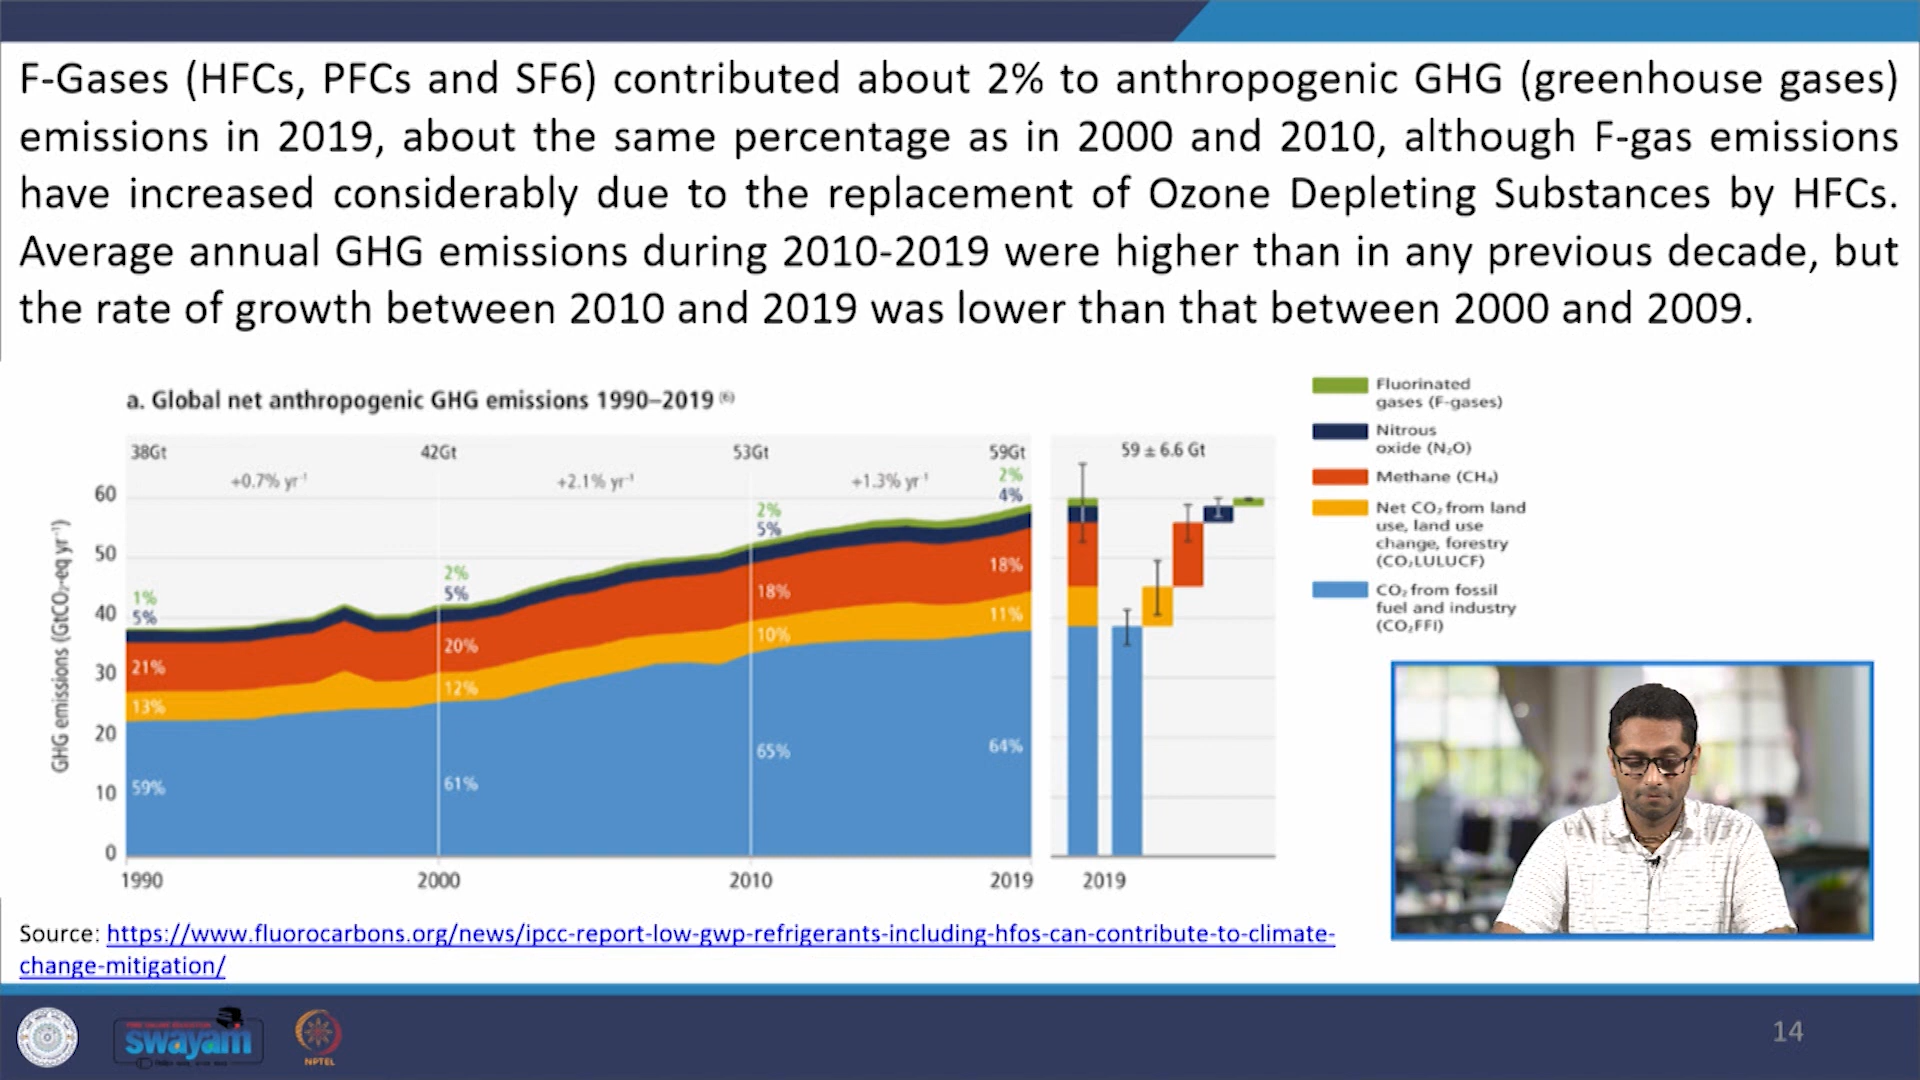 F-Gases (HFCs, PFCs and SF6) contributed about 2% to anthropogenic GHG (greenhouse gases)
emissions in 2019, about the same percentage as in 2000 and 2010, although F-gas emissions
have increased considerably due to the replacement of Ozone Depleting Substances by HFCs.
Average annual GHG emissions during 2010-2019 were higher than in any previous decade, but
the rate of growth between 2010 and 2019 was lower than that between 2000 and 2009.
a. Global net anthropogenic GHG emissions 1990–2019 (6)
38Gt 42Gt 53Gt 59Gt
+0.7% yr⁻¹ +2.1% yr⁻¹ +1.3% yr⁻¹
GHG emissions (GtCO₂-eq yr⁻¹)
60
50
40
30
20
10
0
1%
5%
21%
13%
59%
2%
5%
20%
12%
61%
2%
5%
18%
10%
65%
2%
4%
18%
11%
64%
1990 2000 2010 2019
59 ± 6.6 Gt
2019
Fluorinated
gases (F-gases)
Nitrous
oxide (N₂O)
Methane (CH₄)
Net CO₂ from land
use, land use
change, forestry
(CO₂LULUCF)
CO₂ from fossil
fuel and industry
(CO₂FFI)
Source: https://www.fluorocarbons.org/news/ipcc-report-low-gwp-refrigerants-including-hfos-can-contribute-to-climate-
change-mitigation/
swayam
NPTEL
14